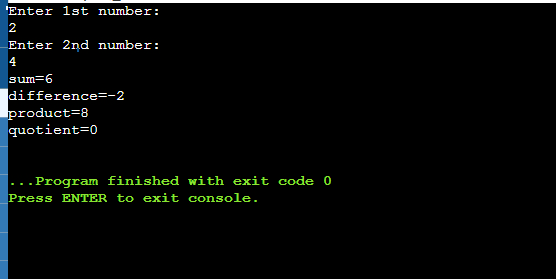 Enter 1st number:
2
Enter 2nd number:
4
sum=6
difference=-2
product=8
quotient=0
...Program finished with exit code 0
Press ENTER to exit console.